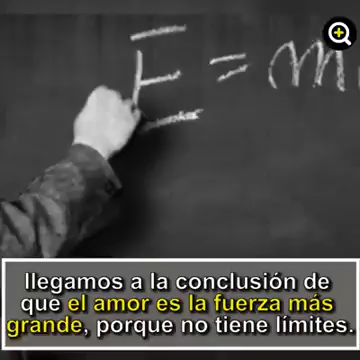 E = m
llegamos a la conclusión de
que el amor es la fuerza más
grande, porque no tiene límites.